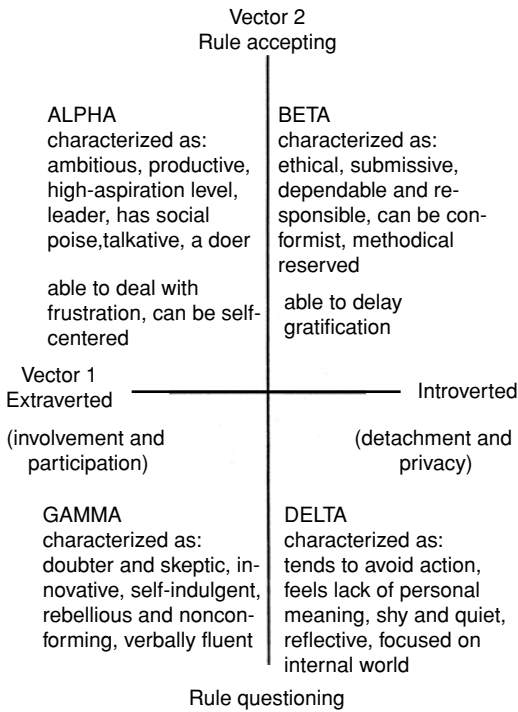 Vector 2
Rule accepting
ALPHA
characterized as:
ambitious, productive,
high-aspiration level,
leader, has social
poise,talkative, a doer
able to deal with
frustration, can be self-
centered
BETA
characterized as:
ethical, submissive,
dependable and re-
sponsible, can be con-
formist, methodical
reserved
able to delay
gratification
Vector 1
Extraverted
(involvement and
participation)
Introverted
(detachment and
privacy)
GAMMA
characterized as:
doubter and skeptic, in-
novative, self-indulgent,
rebellious and noncon-
forming, verbally fluent
DELTA
characterized as:
tends to avoid action,
feels lack of personal
meaning, shy and quiet,
reflective, focused on
internal world
Rule questioning